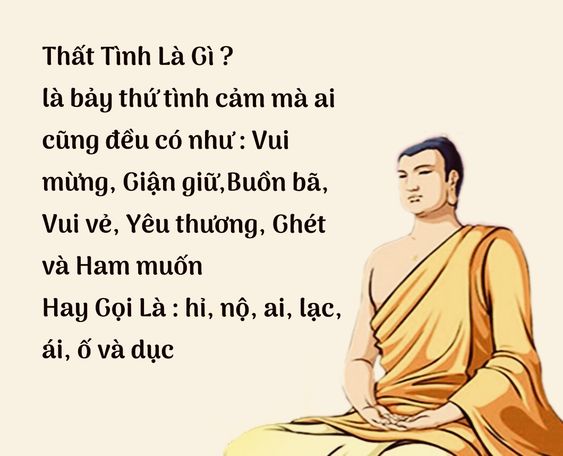 Thất Tình Là Gì ?
là bảy thứ tình cảm mà ai
cũng đều có như : Vui
mừng, Giận giữ,Buồn bã,
Vui vẻ, Yêu thương, Ghét
và Ham muốn
Hay Gọi Là : hỉ, nộ, ai, lạc,
ái, ố và dục